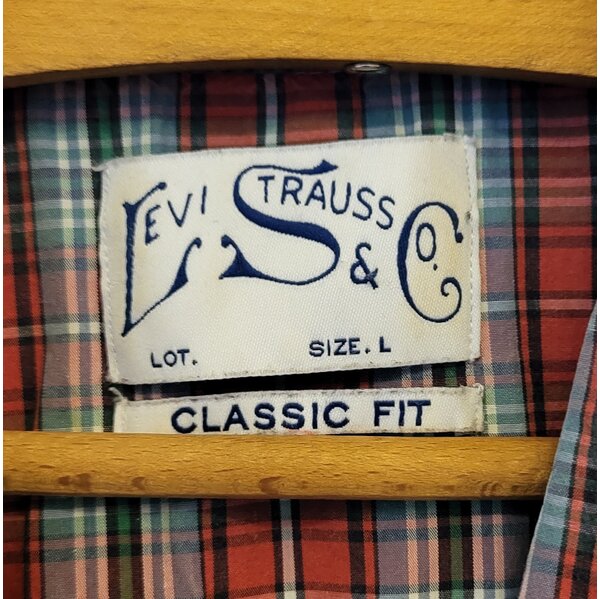 LEVI STRAUSS
& Co.
LOT. SIZE. L
CLASSIC FIT